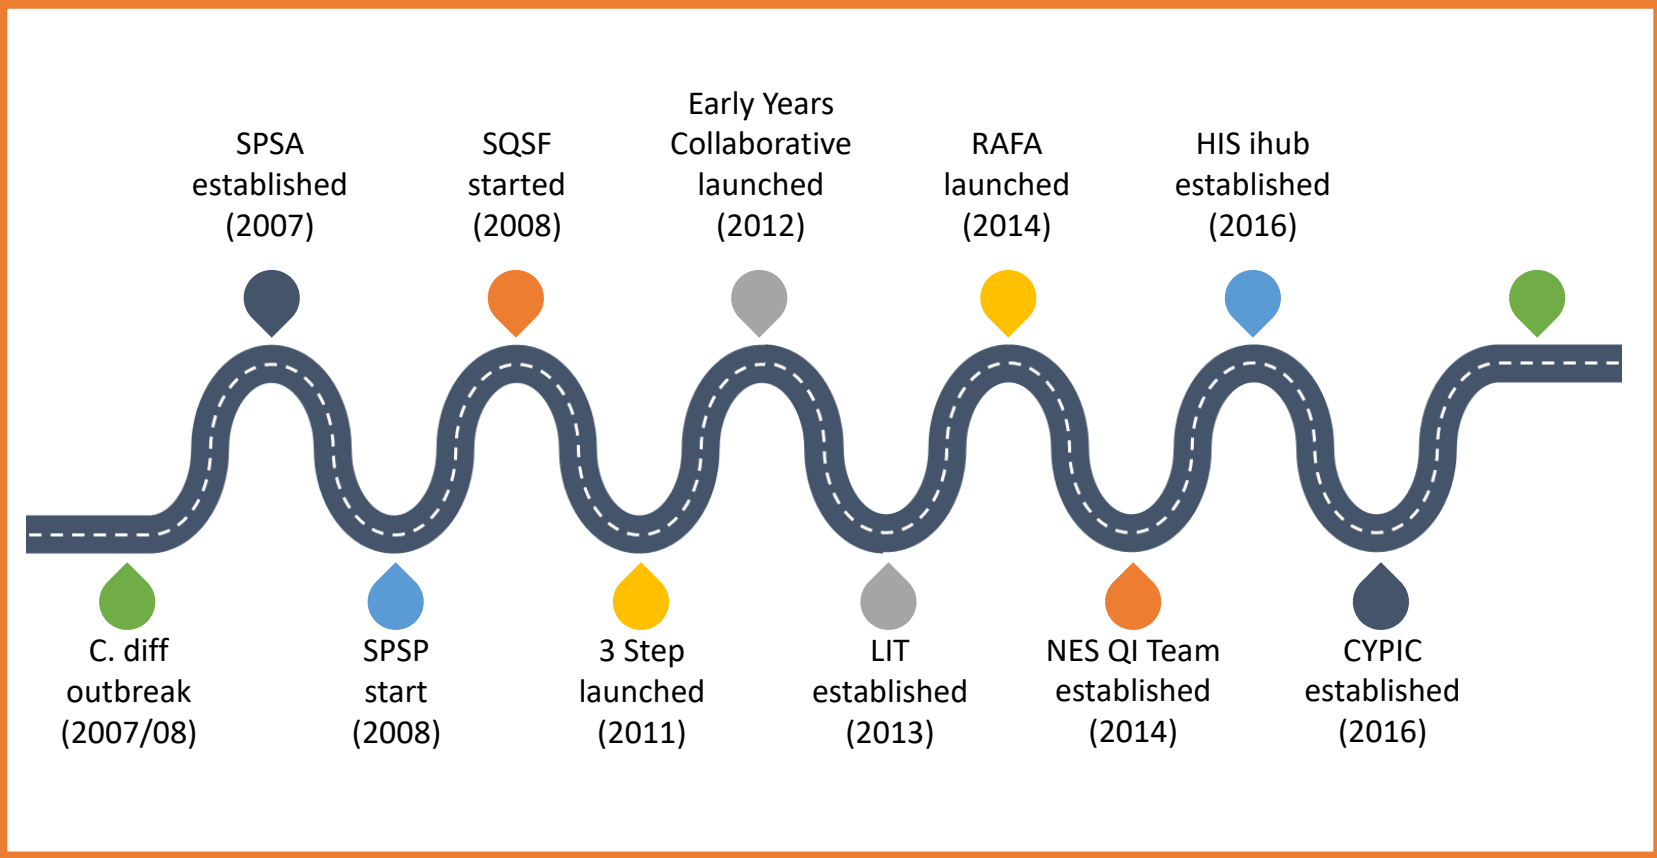 Early Years
Collaborative
launched
(2012)
SPSA
established
(2007)
SQSF
started
(2008)
RAFA
launched
(2014)
HIS ihub
established
(2016)
C. diff
outbreak
(2007/08)
SPSP
start
(2008)
3 Step
launched
(2011)
LIT
established
(2013)
NES QI Team
established
(2014)
CYPIC
established
(2016)